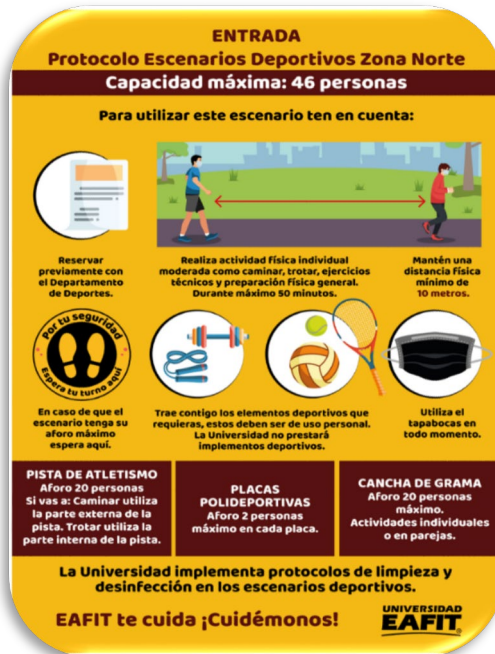 ENTRADA
Protocolo Escenarios Deportivos Zona Norte
Capacidad máxima: 46 personas
Para utilizar este escenario ten en cuenta:
Reservar
previamente con
el Departamento
de Deportes.
Realiza actividad física individual
moderada como caminar, trotar, ejercicios
técnicos y preparación física general.
Durante máximo 50 minutos.
Mantén una
distancia física
mínimo de
10 metros.
Por tu seguridad
Espera tu turno aquí
En caso de que el
escenario tenga su
aforo máximo
espera aquí.
Trae contigo los elementos deportivos que
requieras, estos deben ser de uso personal.
La Universidad no prestará
implementos deportivos.
Utiliza el
tapabocas en
todo momento.
PISTA DE ATLETISMO
Aforo 20 personas
Si vas a: Caminar utiliza
la parte externa de la
pista. Trotar utiliza la
parte interna de la pista.
PLACAS
POLIDEPORTIVAS
Aforo 2 personas
máximo en cada placa.
CANCHA DE GRAMA
Aforo 20 personas
máximo.
Actividades individuales
o en parejas.
La Universidad implementa protocolos de limpieza y
desinfección en los escenarios deportivos.
EAFIT te cuida ¡Cuidémonos!
UNIVERSIDAD
EAFIT